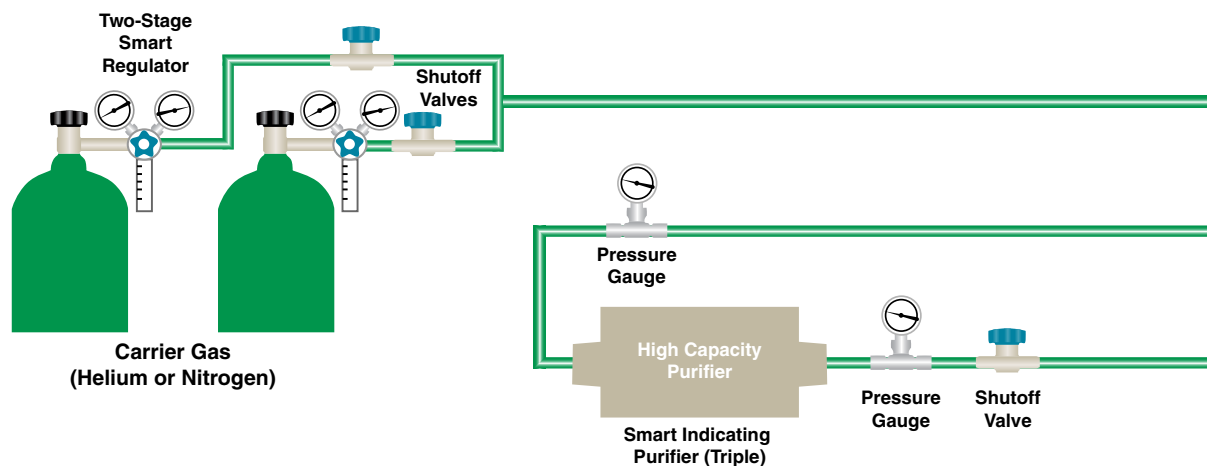 Two-Stage
Smart
Regulator
Shutoff
Valves
Carrier Gas
(Helium or Nitrogen)
Pressure
Gauge
High Capacity
Purifier
Smart Indicating
Purifier (Triple)
Pressure
Gauge
Shutoff
Valve